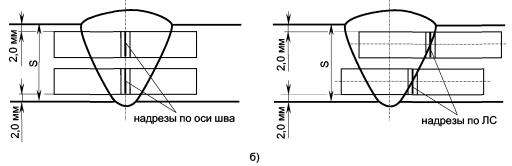 2,0 мм
S
2,0 мм
надрезы по оси шва
2,0 мм
S
2,0 мм
надрезы по ЛС
б)